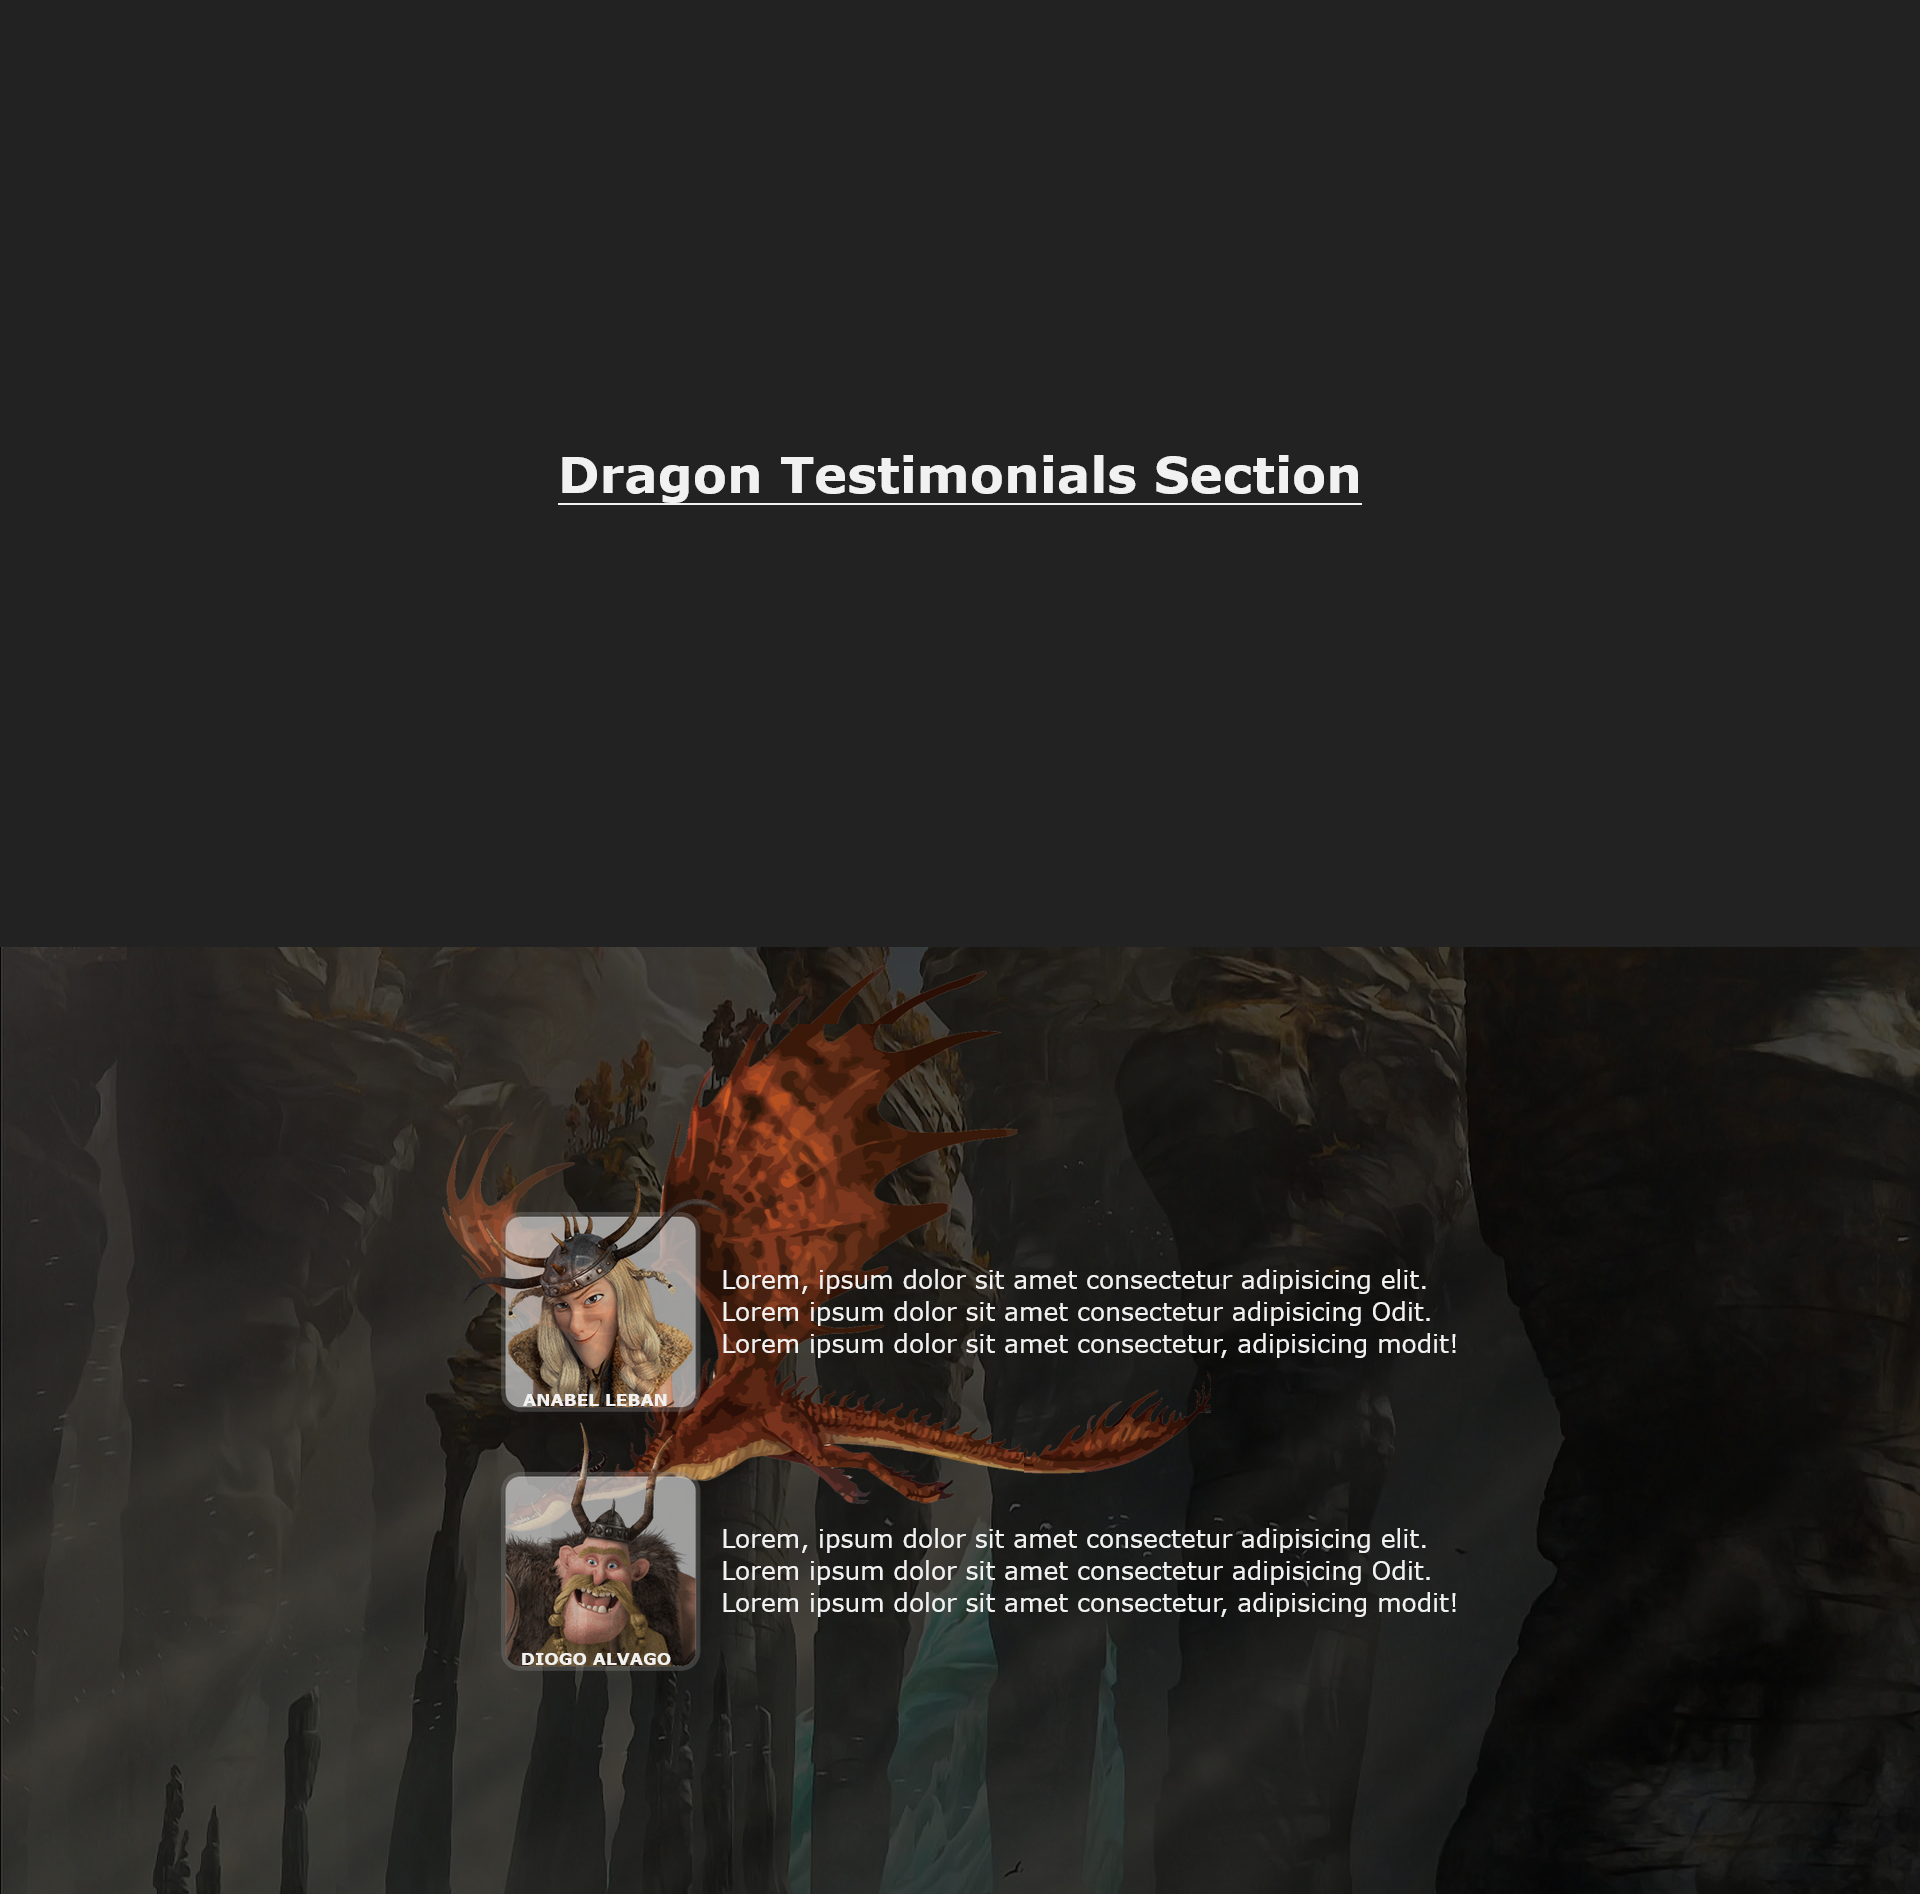 Dragon Testimonials Section
Lorem, ipsum dolor sit amet consectetur adipisicing elit.
Lorem ipsum dolor sit amet consectetur adipisicing Odit.
Lorem ipsum dolor sit amet consectetur, adipisicing modit!
ANABEL LEBAN
Lorem, ipsum dolor sit amet consectetur adipisicing elit.
Lorem ipsum dolor sit amet consectetur adipisicing Odit.
Lorem ipsum dolor sit amet consectetur, adipisicing modit!
DIOGO ALVAGO